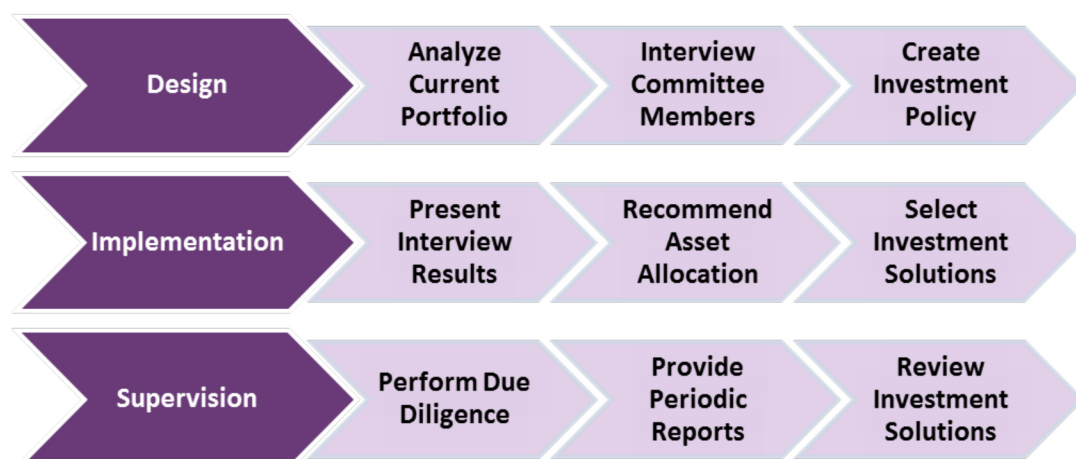 Design
Analyze
Current
Portfolio
Interview
Committee
Members
Create
Investment
Policy
Implementation
Present
Interview
Results
Recommend
Asset
Allocation
Select
Investment
Solutions
Supervision
Perform Due
Diligence
Provide
Periodic
Reports
Review
Investment
Solutions